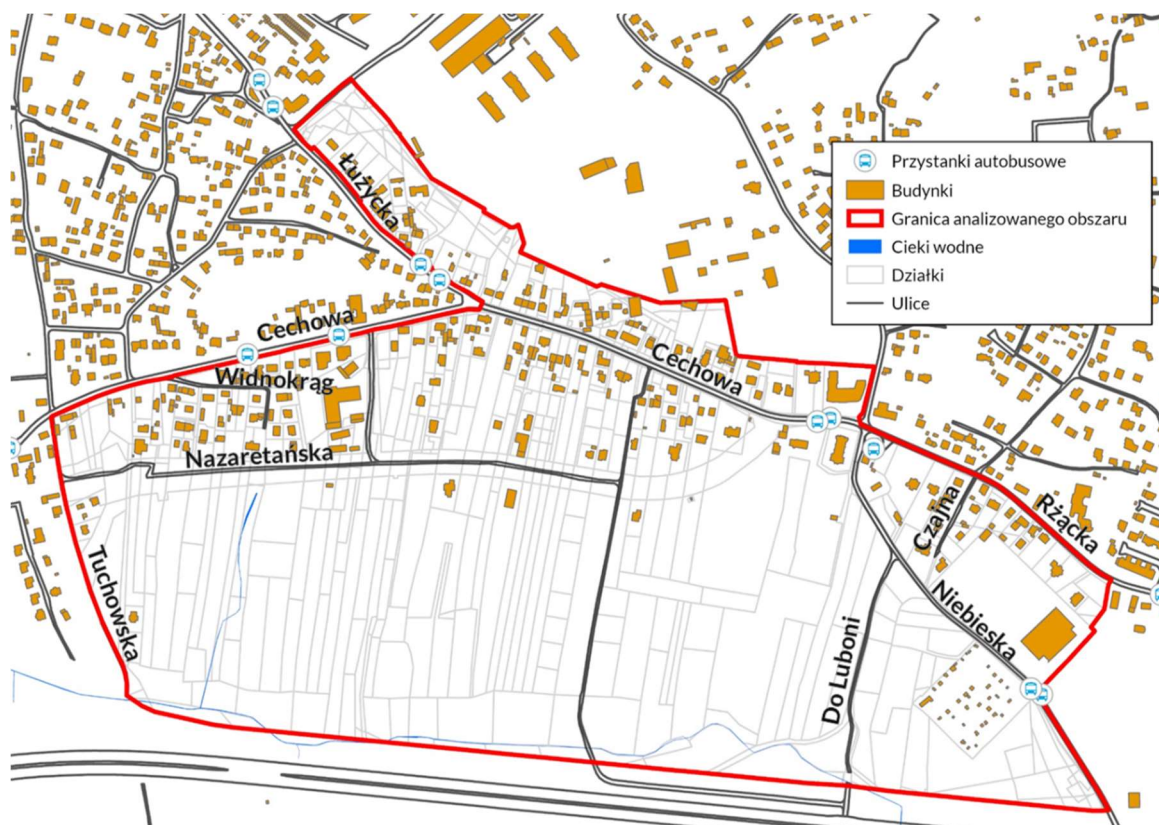 Przystanki autobusowe
Budynki
Granica analizowanego obszaru
Cieki wodne
Działki
Ulice
Łużycka
Cechowa
Widnokrąg
Cechowa
Nazaretańska
Czajna
Rżącka
Tuchowska
Niebieska
Do Luboni